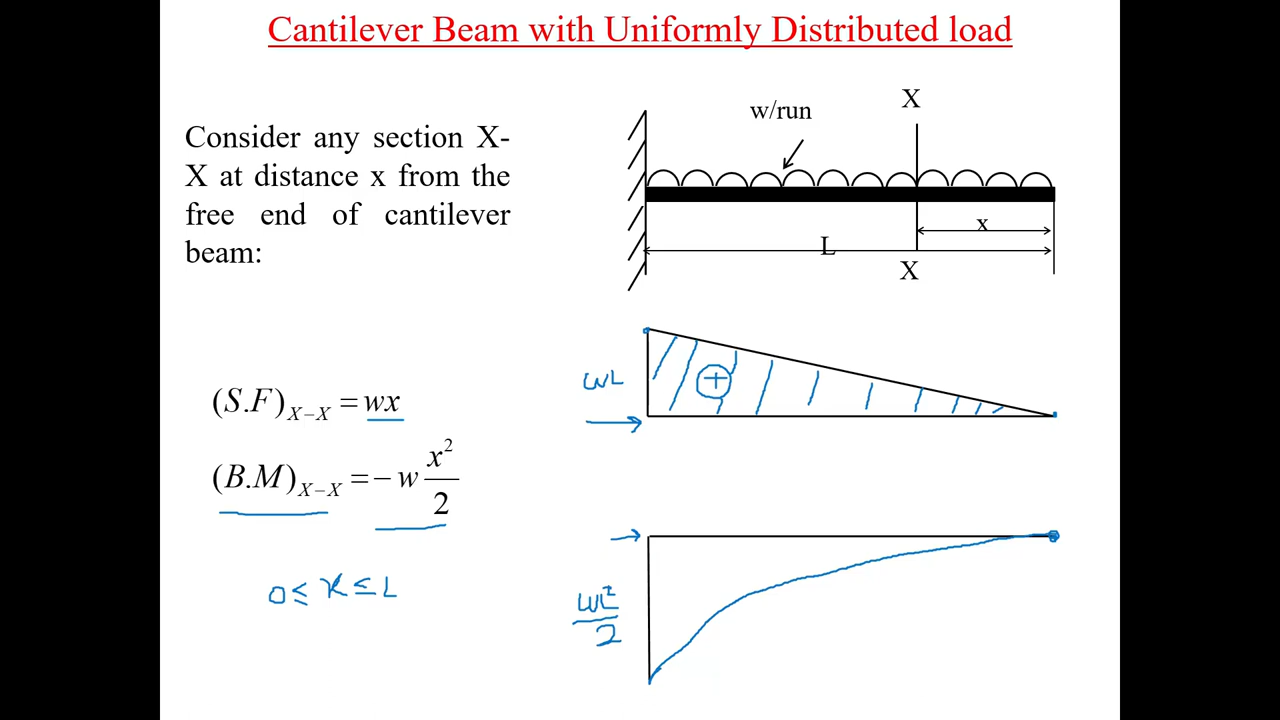 Cantilever Beam with Uniformly Distributed load
Consider any section X-
X at distance x from the
free end of cantilever
beam:
w/run
X
x
L
X
(S.F)X−X = wx
(B.M)X−X = − w x²/2
0 ≤ x ≤ L
wL
+
wL²/2